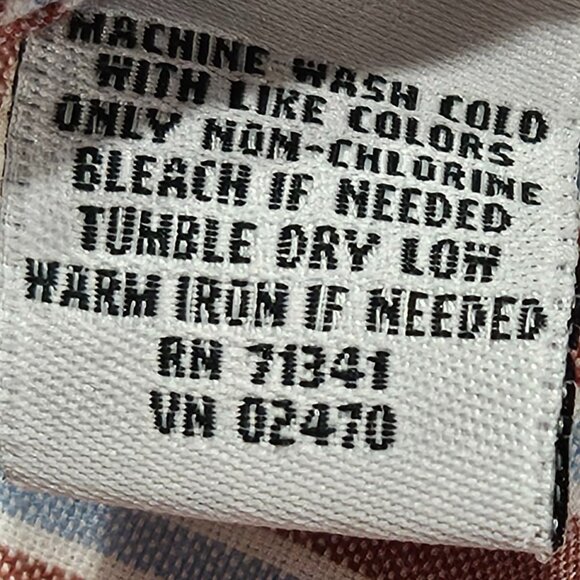 MACHINE WASH COLD
WITH LIKE COLORS
ONLY NON-CHLORINE
BLEACH IF NEEDED
TUMBLE DRY LOW
WARM IRON IF NEEDED
RN 71341
VN 02470